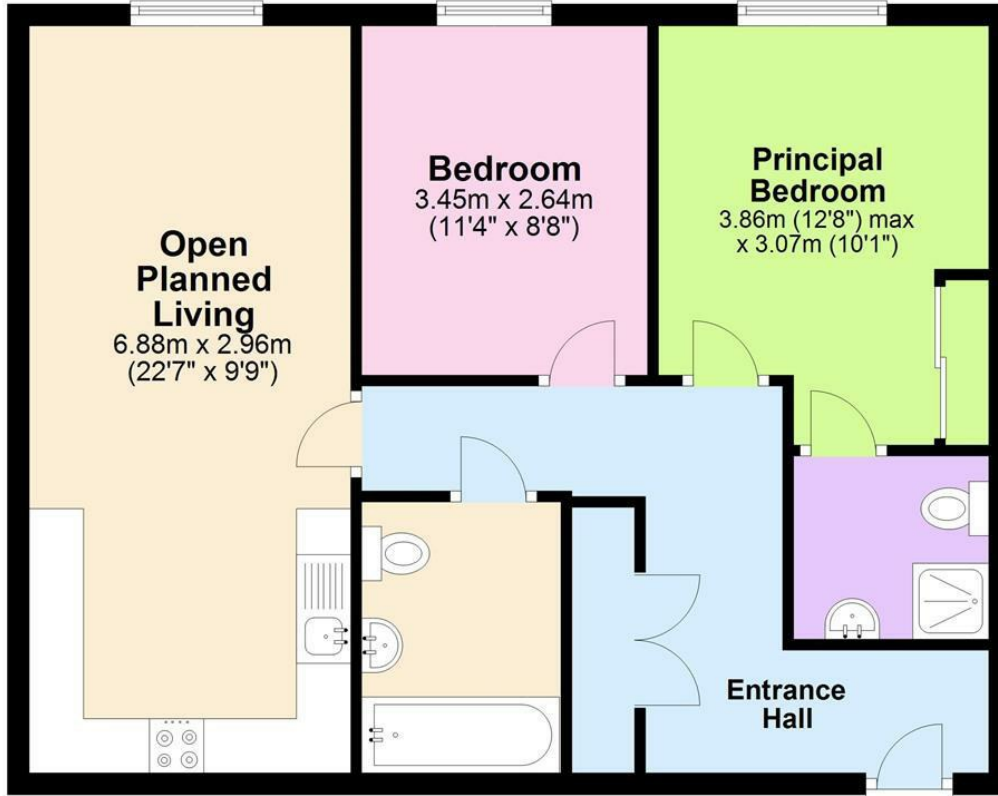 Open
Planned
Living
6.88m x 2.96m
(22'7" x 9'9")
Bedroom
3.45m x 2.64m
(11'4" x 8'8")
Principal
Bedroom
3.86m (12'8") max
x 3.07m (10'1")
Entrance
Hall